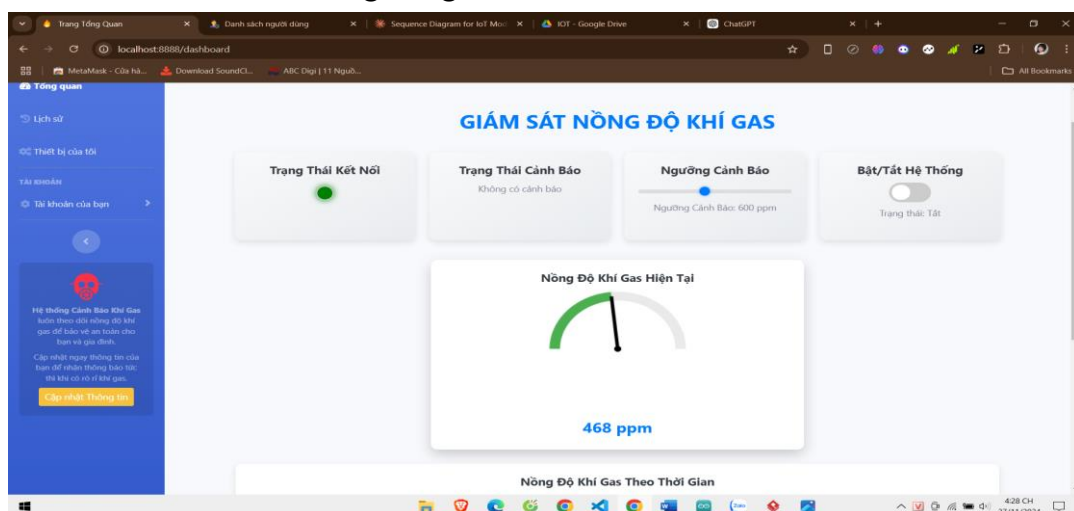 Trang Tổng Quan
Danh sách người dùng
Sequence Diagram for IoT Moc
IOT - Google Drive
ChatGPT
localhost:8888/dashboard
MetaMask - Cửa hà...
Download SoundCl...
ABC Digi | 11 Nguồ...
All Bookmarks
Tổng quan
Lịch sử
Thiết bị của tôi
TÀI KHOẢN
Tài khoản của bạn
Hệ thống Cảnh Báo Khí Gas
luôn theo dõi nồng độ khí
gas để bảo vệ an toàn cho
bạn và gia đình.
Cập nhật ngay thông tin của
bạn để nhận thông báo tức
thì khi có rò rỉ khí gas.
Cập nhật Thông tin
GIÁM SÁT NỒNG ĐỘ KHÍ GAS
Trạng Thái Kết Nối
Trạng Thái Cảnh Báo
Không có cảnh báo
Ngưỡng Cảnh Báo
Ngưỡng Cảnh Báo: 600 ppm
Bật/Tắt Hệ Thống
Trạng thái: Tắt
Nồng Độ Khí Gas Hiện Tại
468 ppm
Nồng Độ Khí Gas Theo Thời Gian
4:28 CH